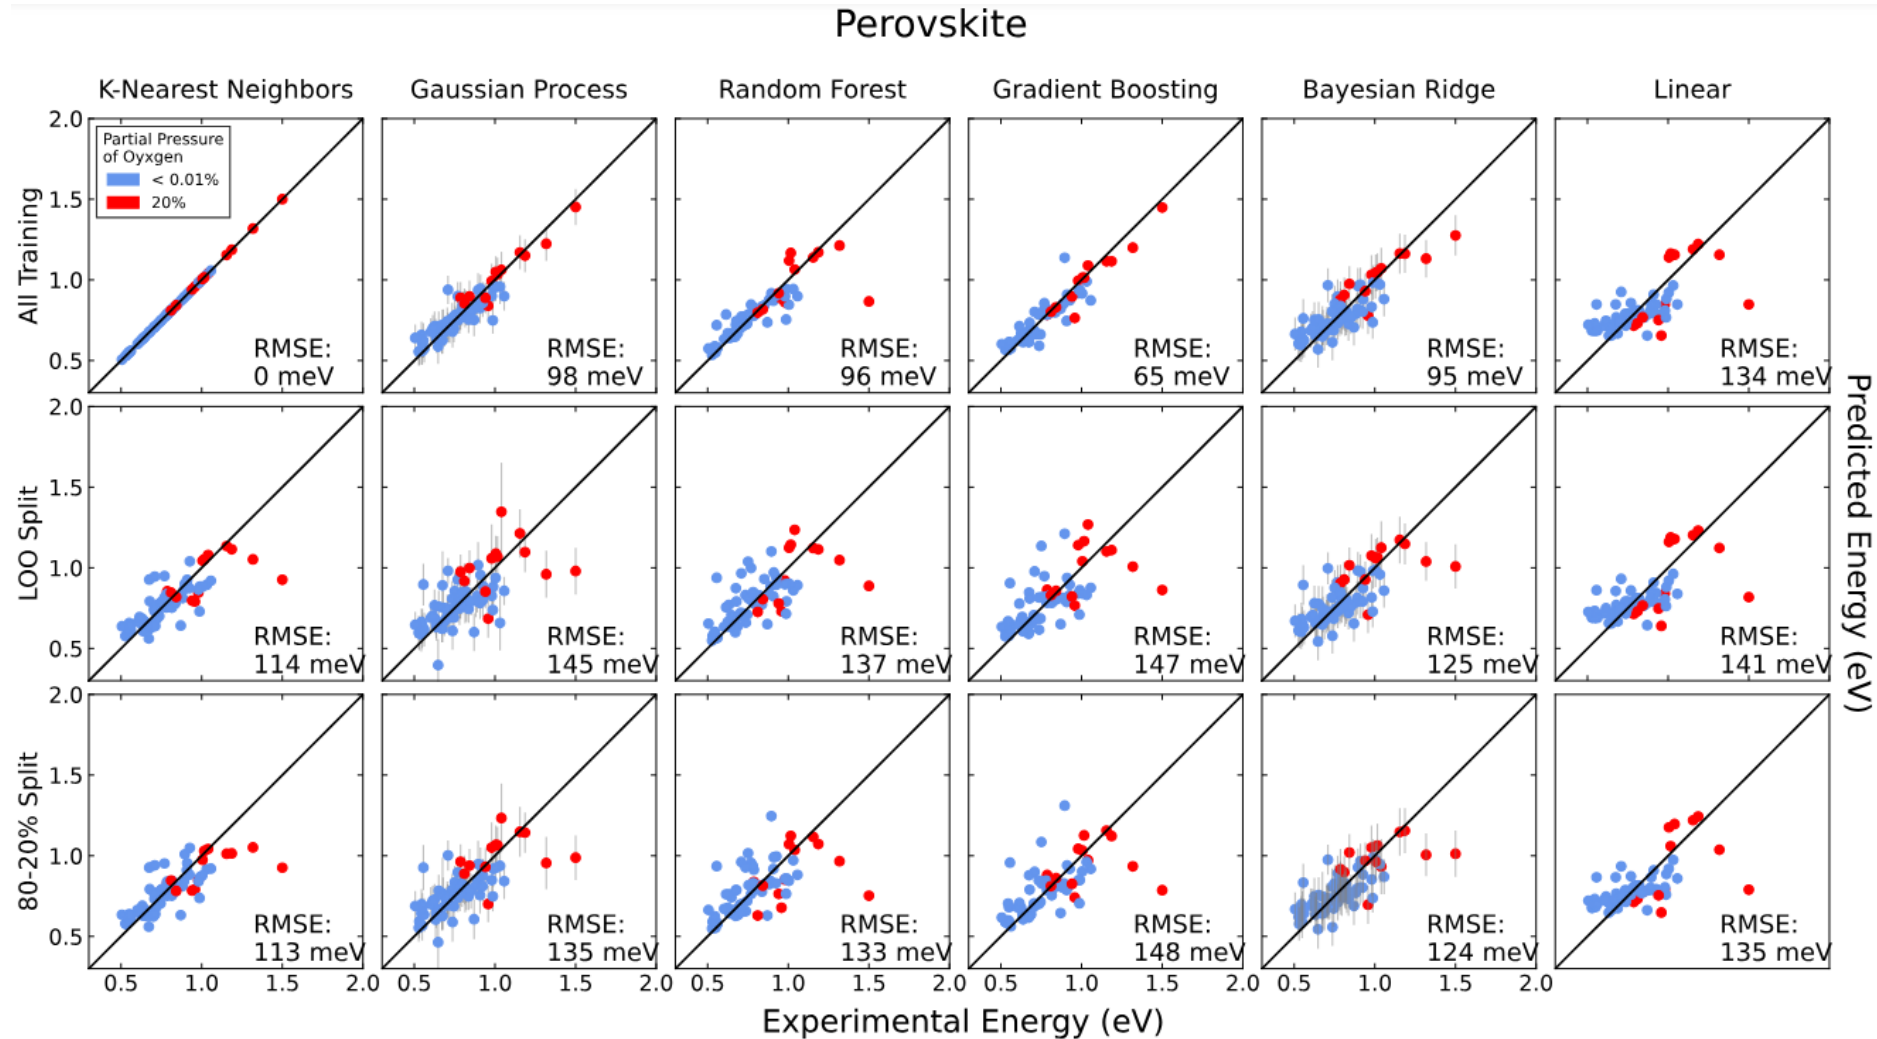 Perovskite
K-Nearest Neighbors
Gaussian Process
Random Forest
Gradient Boosting
Bayesian Ridge
Linear
All Training
2.0
1.5
1.0
0.5
Partial Pressure
of Oyxgen
< 0.01%
20%
RMSE:
0 meV
RMSE:
98 meV
RMSE:
96 meV
RMSE:
65 meV
RMSE:
95 meV
RMSE:
134 meV
LOO Split
2.0
1.5
1.0
0.5
RMSE:
114 meV
RMSE:
145 meV
RMSE:
137 meV
RMSE:
147 meV
RMSE:
125 meV
RMSE:
141 meV
80-20% Split
2.0
1.5
1.0
0.5
RMSE:
113 meV
RMSE:
135 meV
RMSE:
133 meV
RMSE:
148 meV
RMSE:
124 meV
RMSE:
135 meV
0.5 1.0 1.5 2.0
0.5 1.0 1.5 2.0
0.5 1.0 1.5 2.0
0.5 1.0 1.5 2.0
0.5 1.0 1.5 2.0
Experimental Energy (eV)
Predicted Energy (eV)